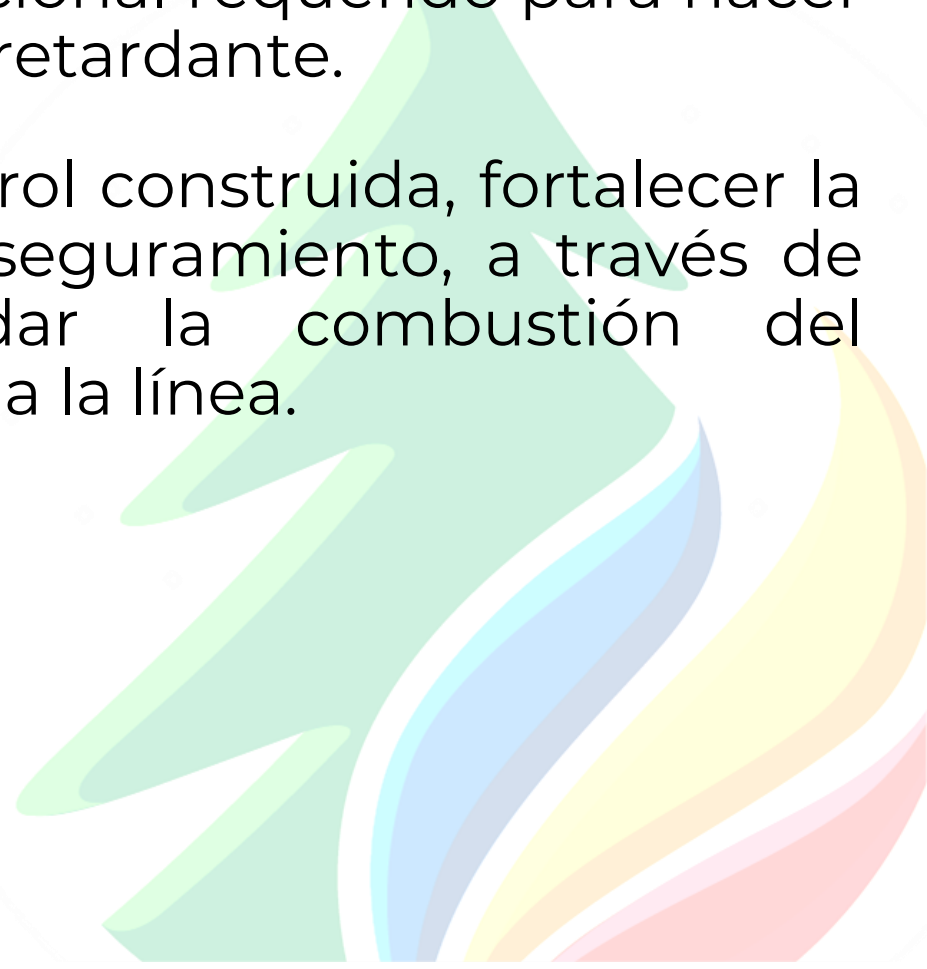 retardante.
rol construida, fortalecer la
seguramiento, a través de
dar la combustión del
a la línea.